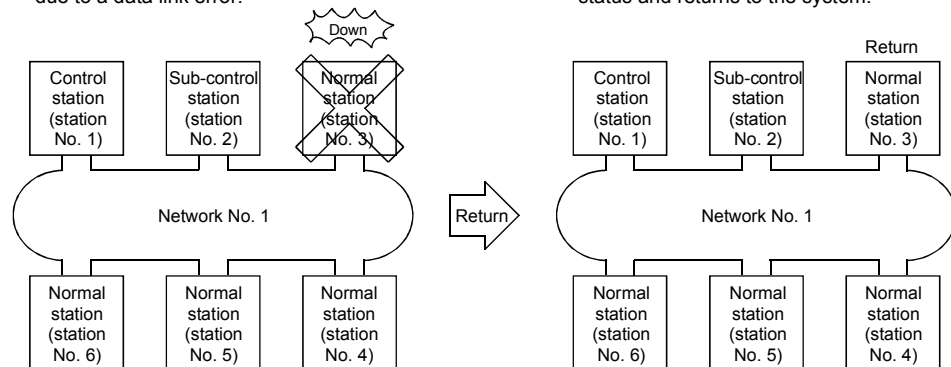 due to a data link error.
status and returns to the system.
Down
Control
station
(station
No. 1)
Sub-control
station
(station
No. 2)
Normal
station
(station
No. 3)
Network No. 1
Normal
station
(station
No. 6)
Normal
station
(station
No. 5)
Normal
station
(station
No. 4)
Return
Return
Control
station
(station
No. 1)
Sub-control
station
(station
No. 2)
Normal
station
(station
No. 3)
Network No. 1
Normal
station
(station
No. 6)
Normal
station
(station
No. 5)
Normal
station
(station
No. 4)